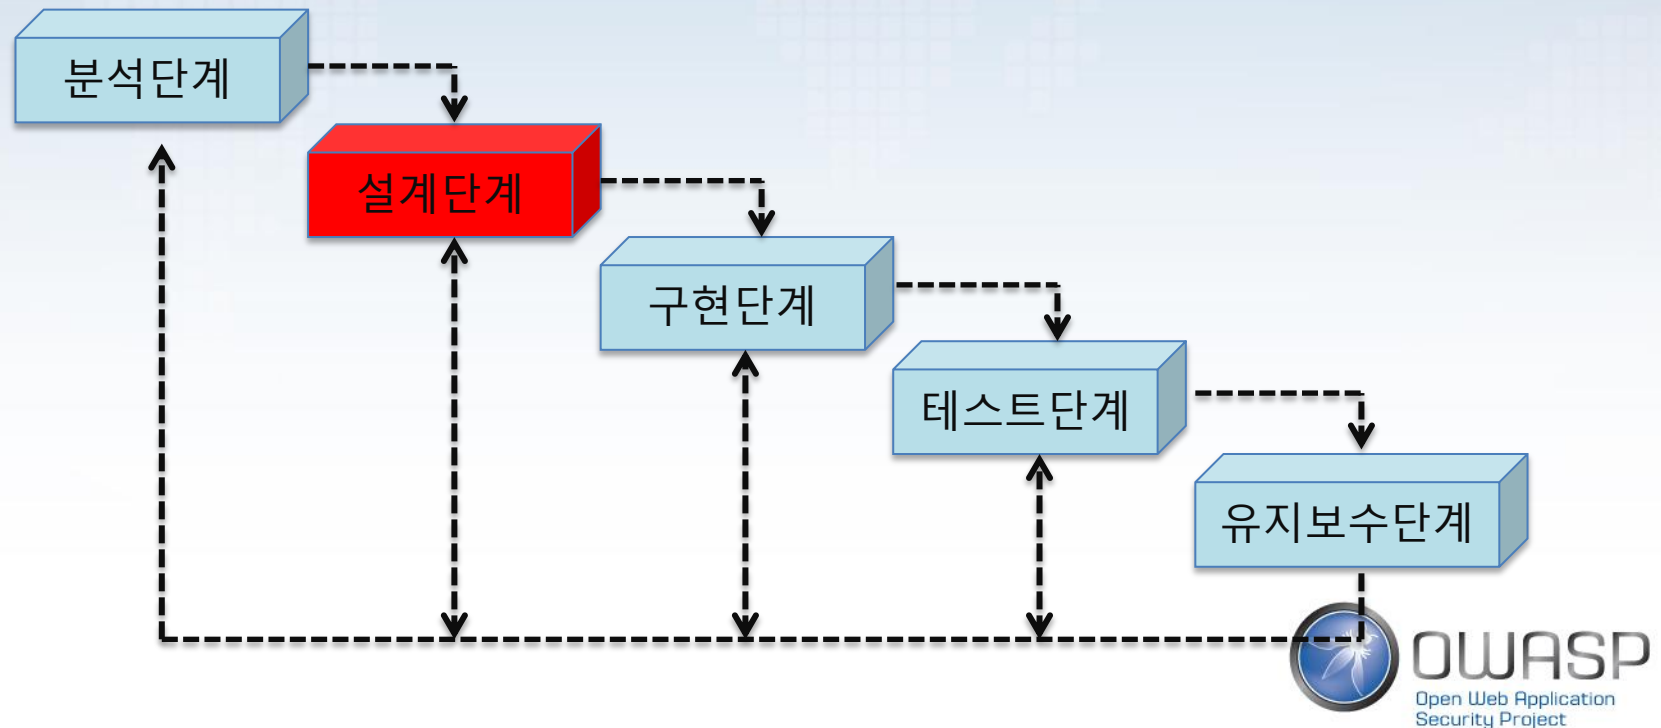 분석단계
설계단계
구현단계
테스트단계
유지보수단계
OWASP
Open Web Application
Security Project